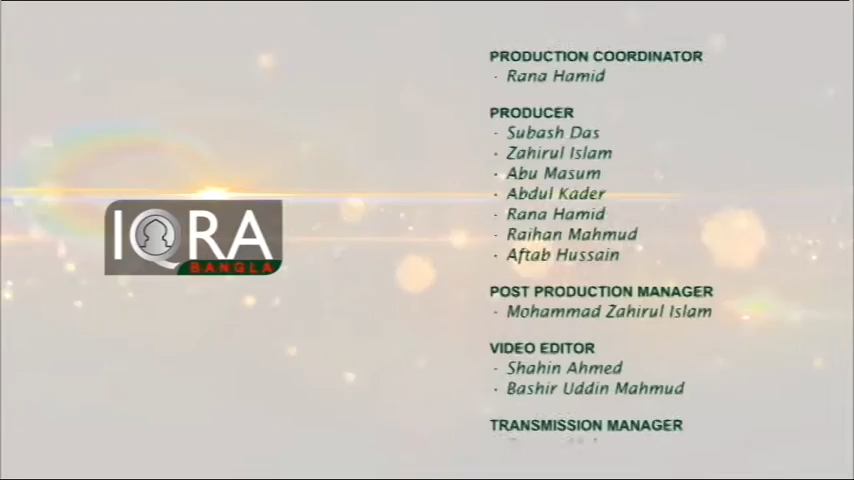 PRODUCTION COORDINATOR
- Rana Hamid
PRODUCER
- Subash Das
- Zahirul Islam
- Abu Masum
- Abdul Kader
- Rana Hamid
- Raihan Mahmud
- Aftab Hussain
IQRA
BANGLA
POST PRODUCTION MANAGER
- Mohammad Zahirul Islam
VIDEO EDITOR
- Shahin Ahmed
- Bashir Uddin Mahmud
TRANSMISSION MANAGER